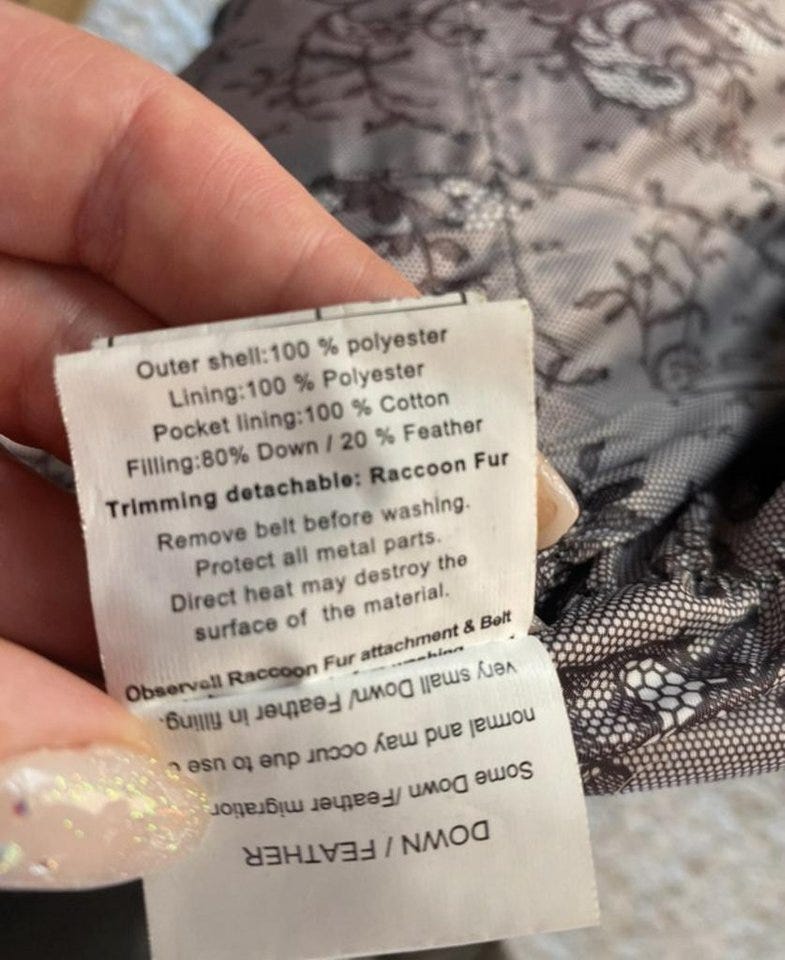 Outer shell:100 % polyester
Lining:100 % Polyester
Pocket lining:100 % Cotton
Filling:80% Down / 20 % Feather
Trimming detachable: Raccoon Fur
Remove belt before washing.
Protect all metal parts.
Direct heat may destroy the
surface of the material.
Observe!! Raccoon Fur attachment & Belt
washing
DOWN / FEATHER
Some Down /Feather
normal and may occur due to use
very small Down/ Feather in filling.